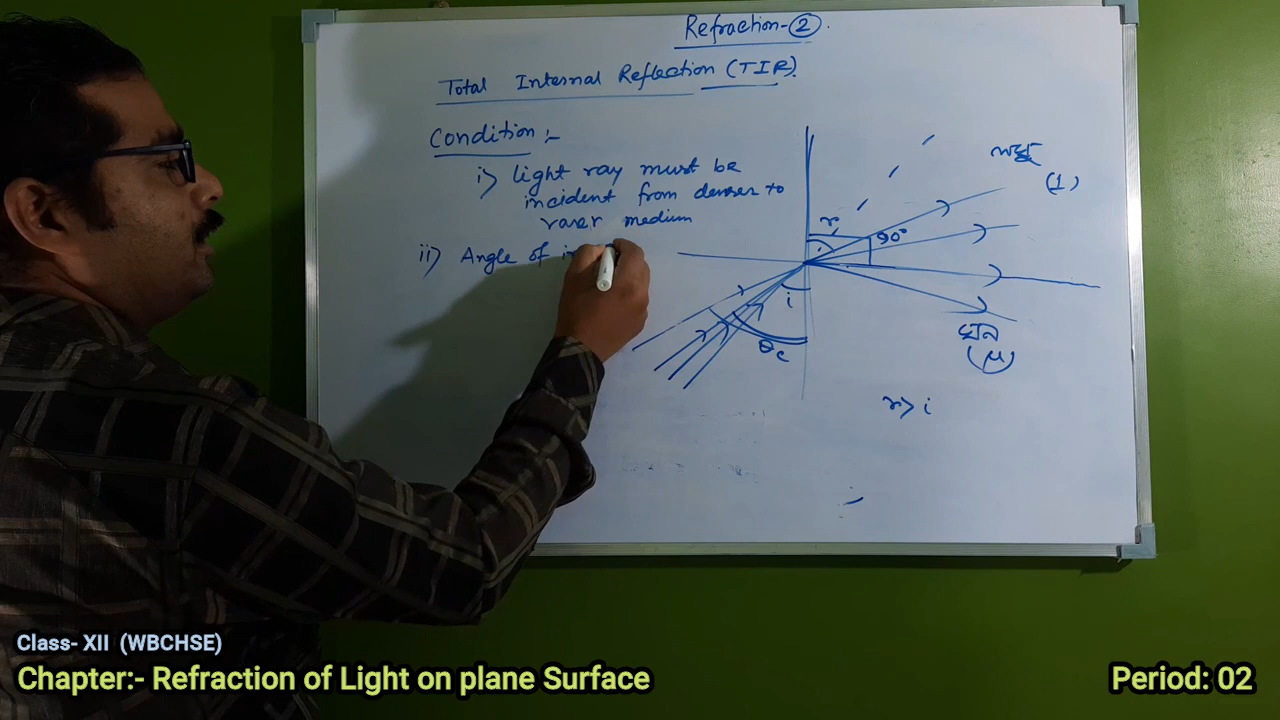 Refraction-②
Total Internal Reflection (TIR).
Condition :-
i) Light ray must be
incident from denser to
rarer medium
ii) Angle of in
r
90°
(1)
i
θc
ঘন
(μ)
r > i
Class- XII (WBCHSE)
Chapter:- Refraction of Light on plane Surface
Period: 02